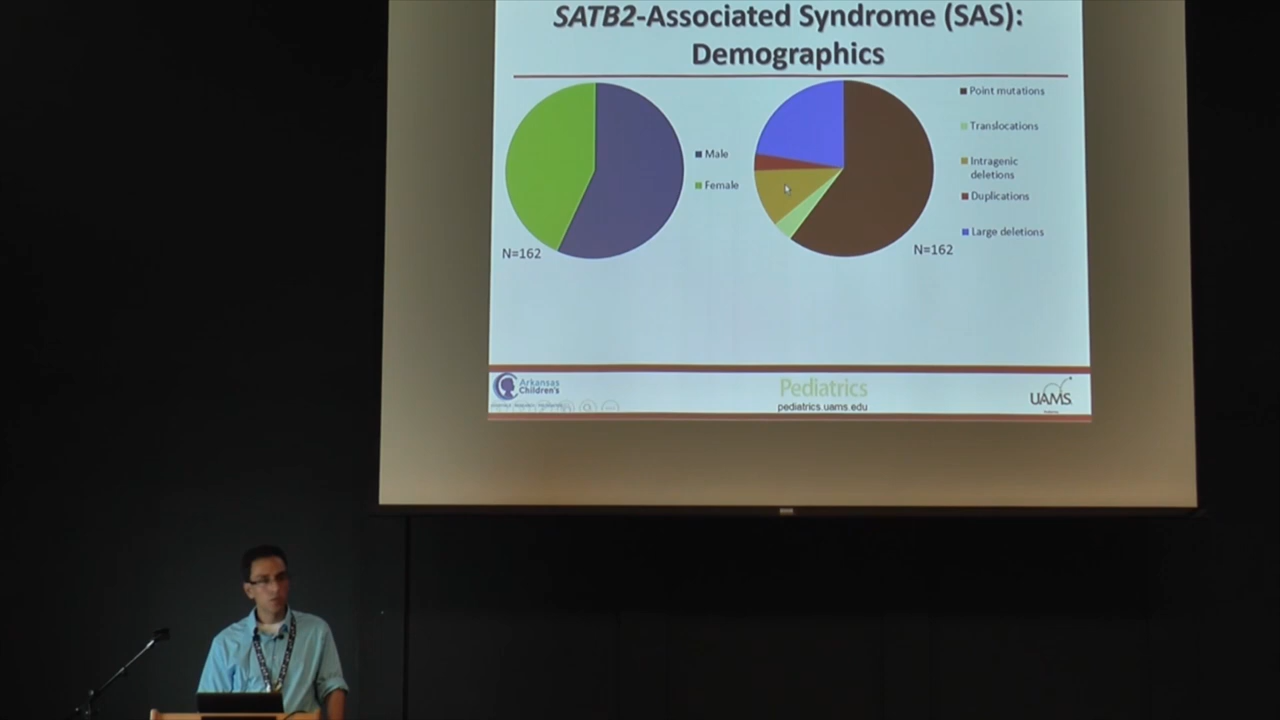 SATB2-Associated Syndrome (SAS):
Demographics
Male
Female
N=162
Point mutations
Translocations
Intragenic
deletions
Duplications
Large deletions
N=162
Arkansas
Children's
Pediatrics
pediatrics.uams.edu
UAMS